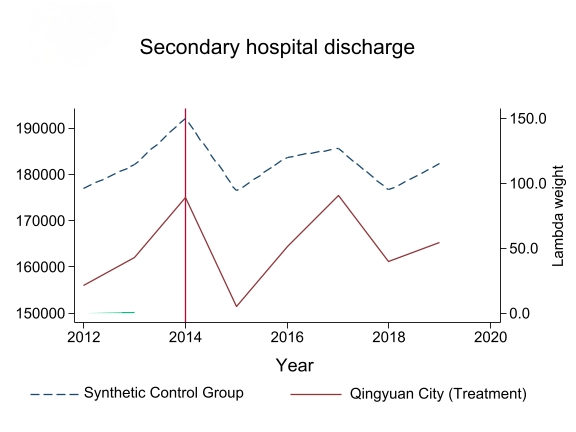 Secondary hospital discharge
190000
180000
170000
160000
150000
150.0
100.0
50.0
0.0
Lambda weight
2012 2014 2016 2018 2020
Year
Synthetic Control Group Qingyuan City (Treatment)